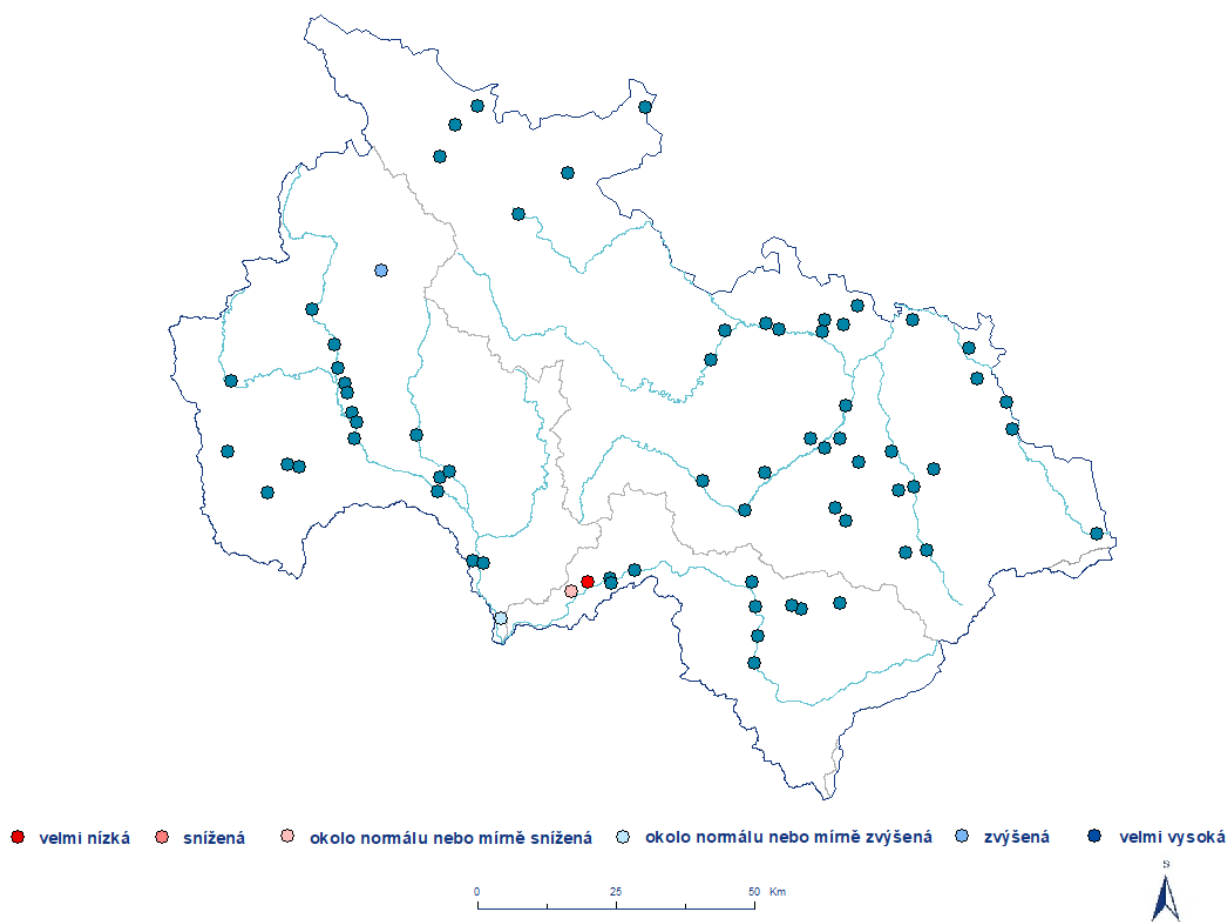 velmi nízká
snížená
okolo normálu nebo mírně snížená
okolo normálu nebo mírně zvýšená
zvýšená
velmi vysoká
0 25 50 Km
S